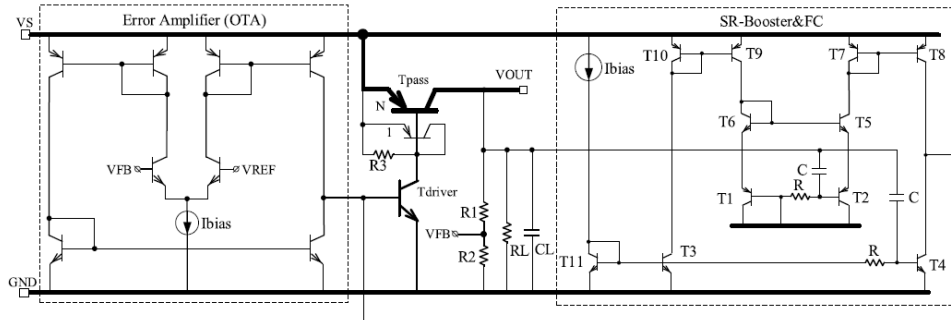 Error Amplifier (OTA)
SR-Booster&FC
VS
Ibias
T10
T9
T7
T8
Tpass
VOUT
N
1
T6
T5
R3
VFB
VREF
Tdriver
C
C
R
T1
T2
Ibias
R1
VFB
R2
RL
CL
T11
T3
R
T4
GND